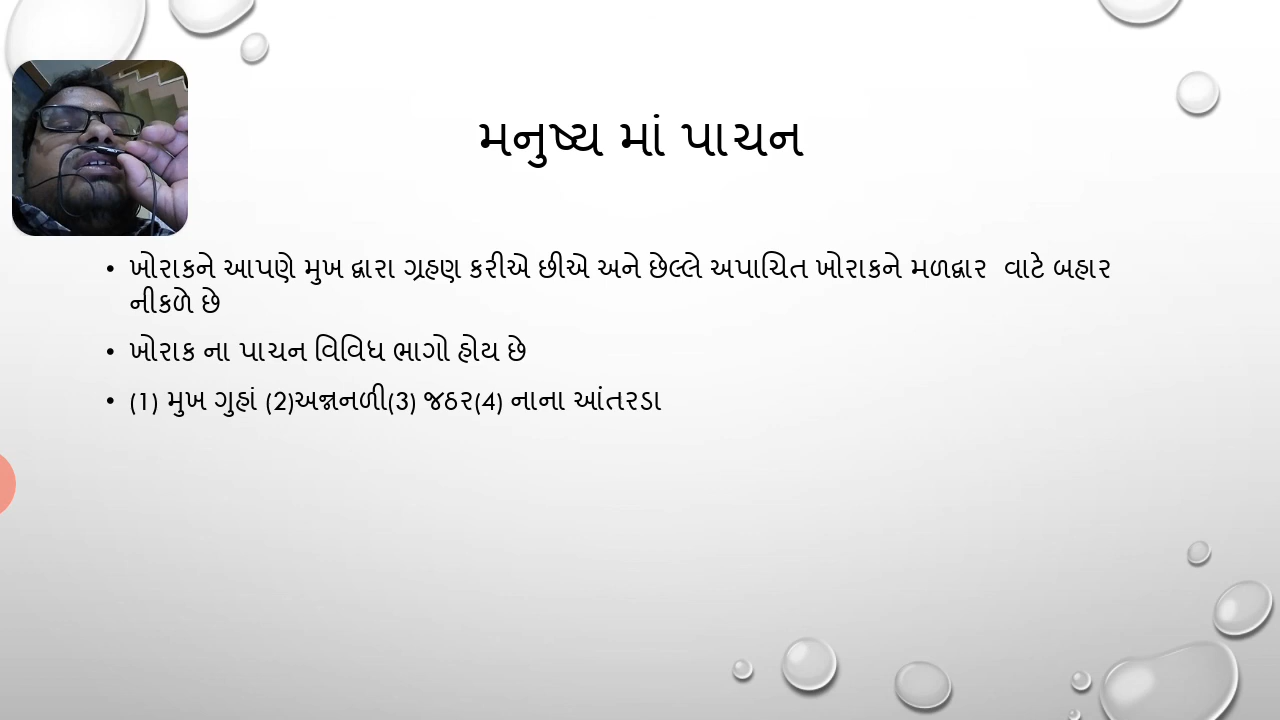 મનુષ્ય માં પાચન
• ખોરાકને આપણે મુખ દ્વારા ગ્રહણ કરીએ છીએ અને છેલ્લે અપાચિત ખોરાકને મળદ્વાર વાટે બહાર
નીકળે છે
• ખોરાક ના પાચન વિવિધ ભાગો હોય છે
• (1) મુખ ગુહાં (2)અન્નનળી(3) જઠર(4) નાના આંતરડા